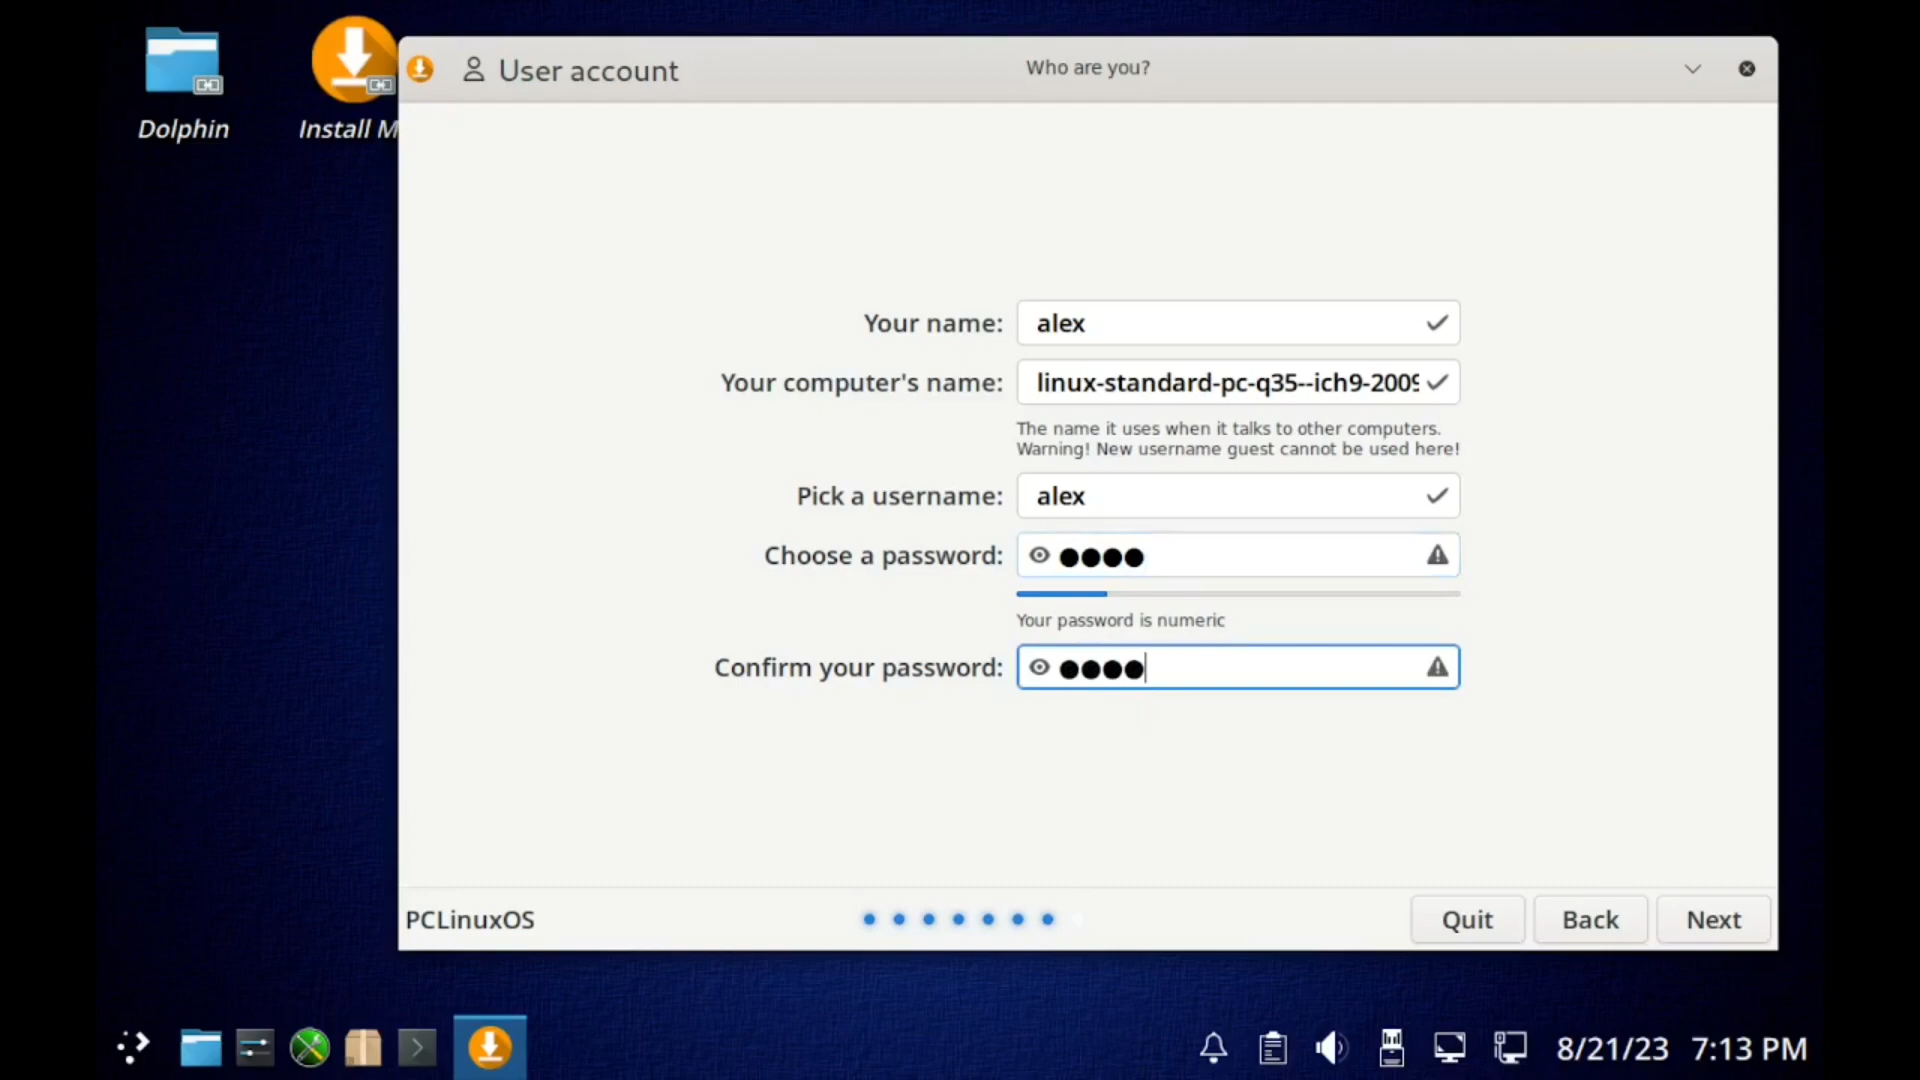 Dolphin
Install M
User account
Who are you?
Your name:
alex
Your computer's name:
linux-standard-pc-q35--ich9-2009
The name it uses when it talks to other computers.
Warning! New username guest cannot be used here!
Pick a username:
alex
Choose a password:
Your password is numeric
Confirm your password:
PCLinuxOS
Quit
Back
Next
8/21/23
7:13 PM